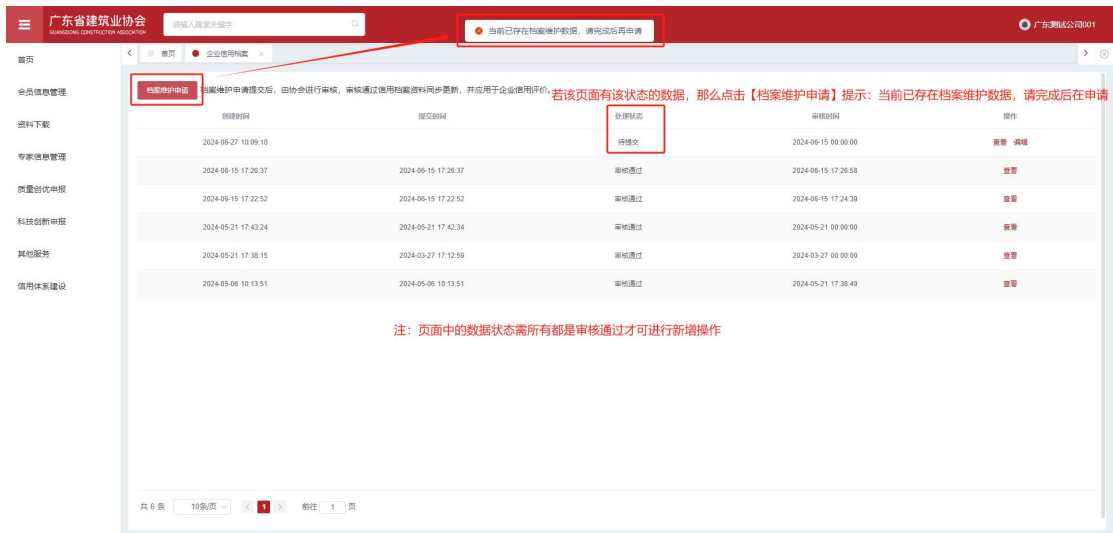 广东省建筑业协会
GUANGDONG CONSTRUCTION ASSOCIATION
请输入搜索关键字
当前已存在档案维护数据，请完成后再申请
广东测试公司001
首页
企业信用档案 ×
首页
会员信息管理
资料下载
专家信息管理
质量创优申报
科技创新申报
其他服务
信用体系建设
档案维护申请
档案维护申请提交后，由协会进行审核，审核通过信用档案资料同步更新，并应用于企业信用评价。
若该页面有该状态的数据，那么点击【档案维护申请】提示：当前已存在档案维护数据，请完成后在申请
创建时间 提交时间 处理状态 审核时间 操作
2024-06-27 10:09:10 待提交 2024-06-15 00:00:00 查看 编辑
2024-06-15 17:26:37 2024-06-15 17:26:37 审核通过 2024-06-15 17:26:58 查看
2024-06-15 17:22:52 2024-06-15 17:22:52 审核通过 2024-06-15 17:24:39 查看
2024-05-21 17:43:24 2024-05-21 17:42:34 审核通过 2024-05-21 00:00:00 查看
2024-05-21 17:38:15 2024-03-27 17:12:59 审核通过 2024-03-27 00:00:00 查看
2024-05-06 10:13:51 2024-05-06 10:13:51 审核通过 2024-05-21 17:38:49 查看
注：页面中的数据状态需所有都是审核通过才可进行新增操作
共 6 条 10条/页 1 前往 1 页